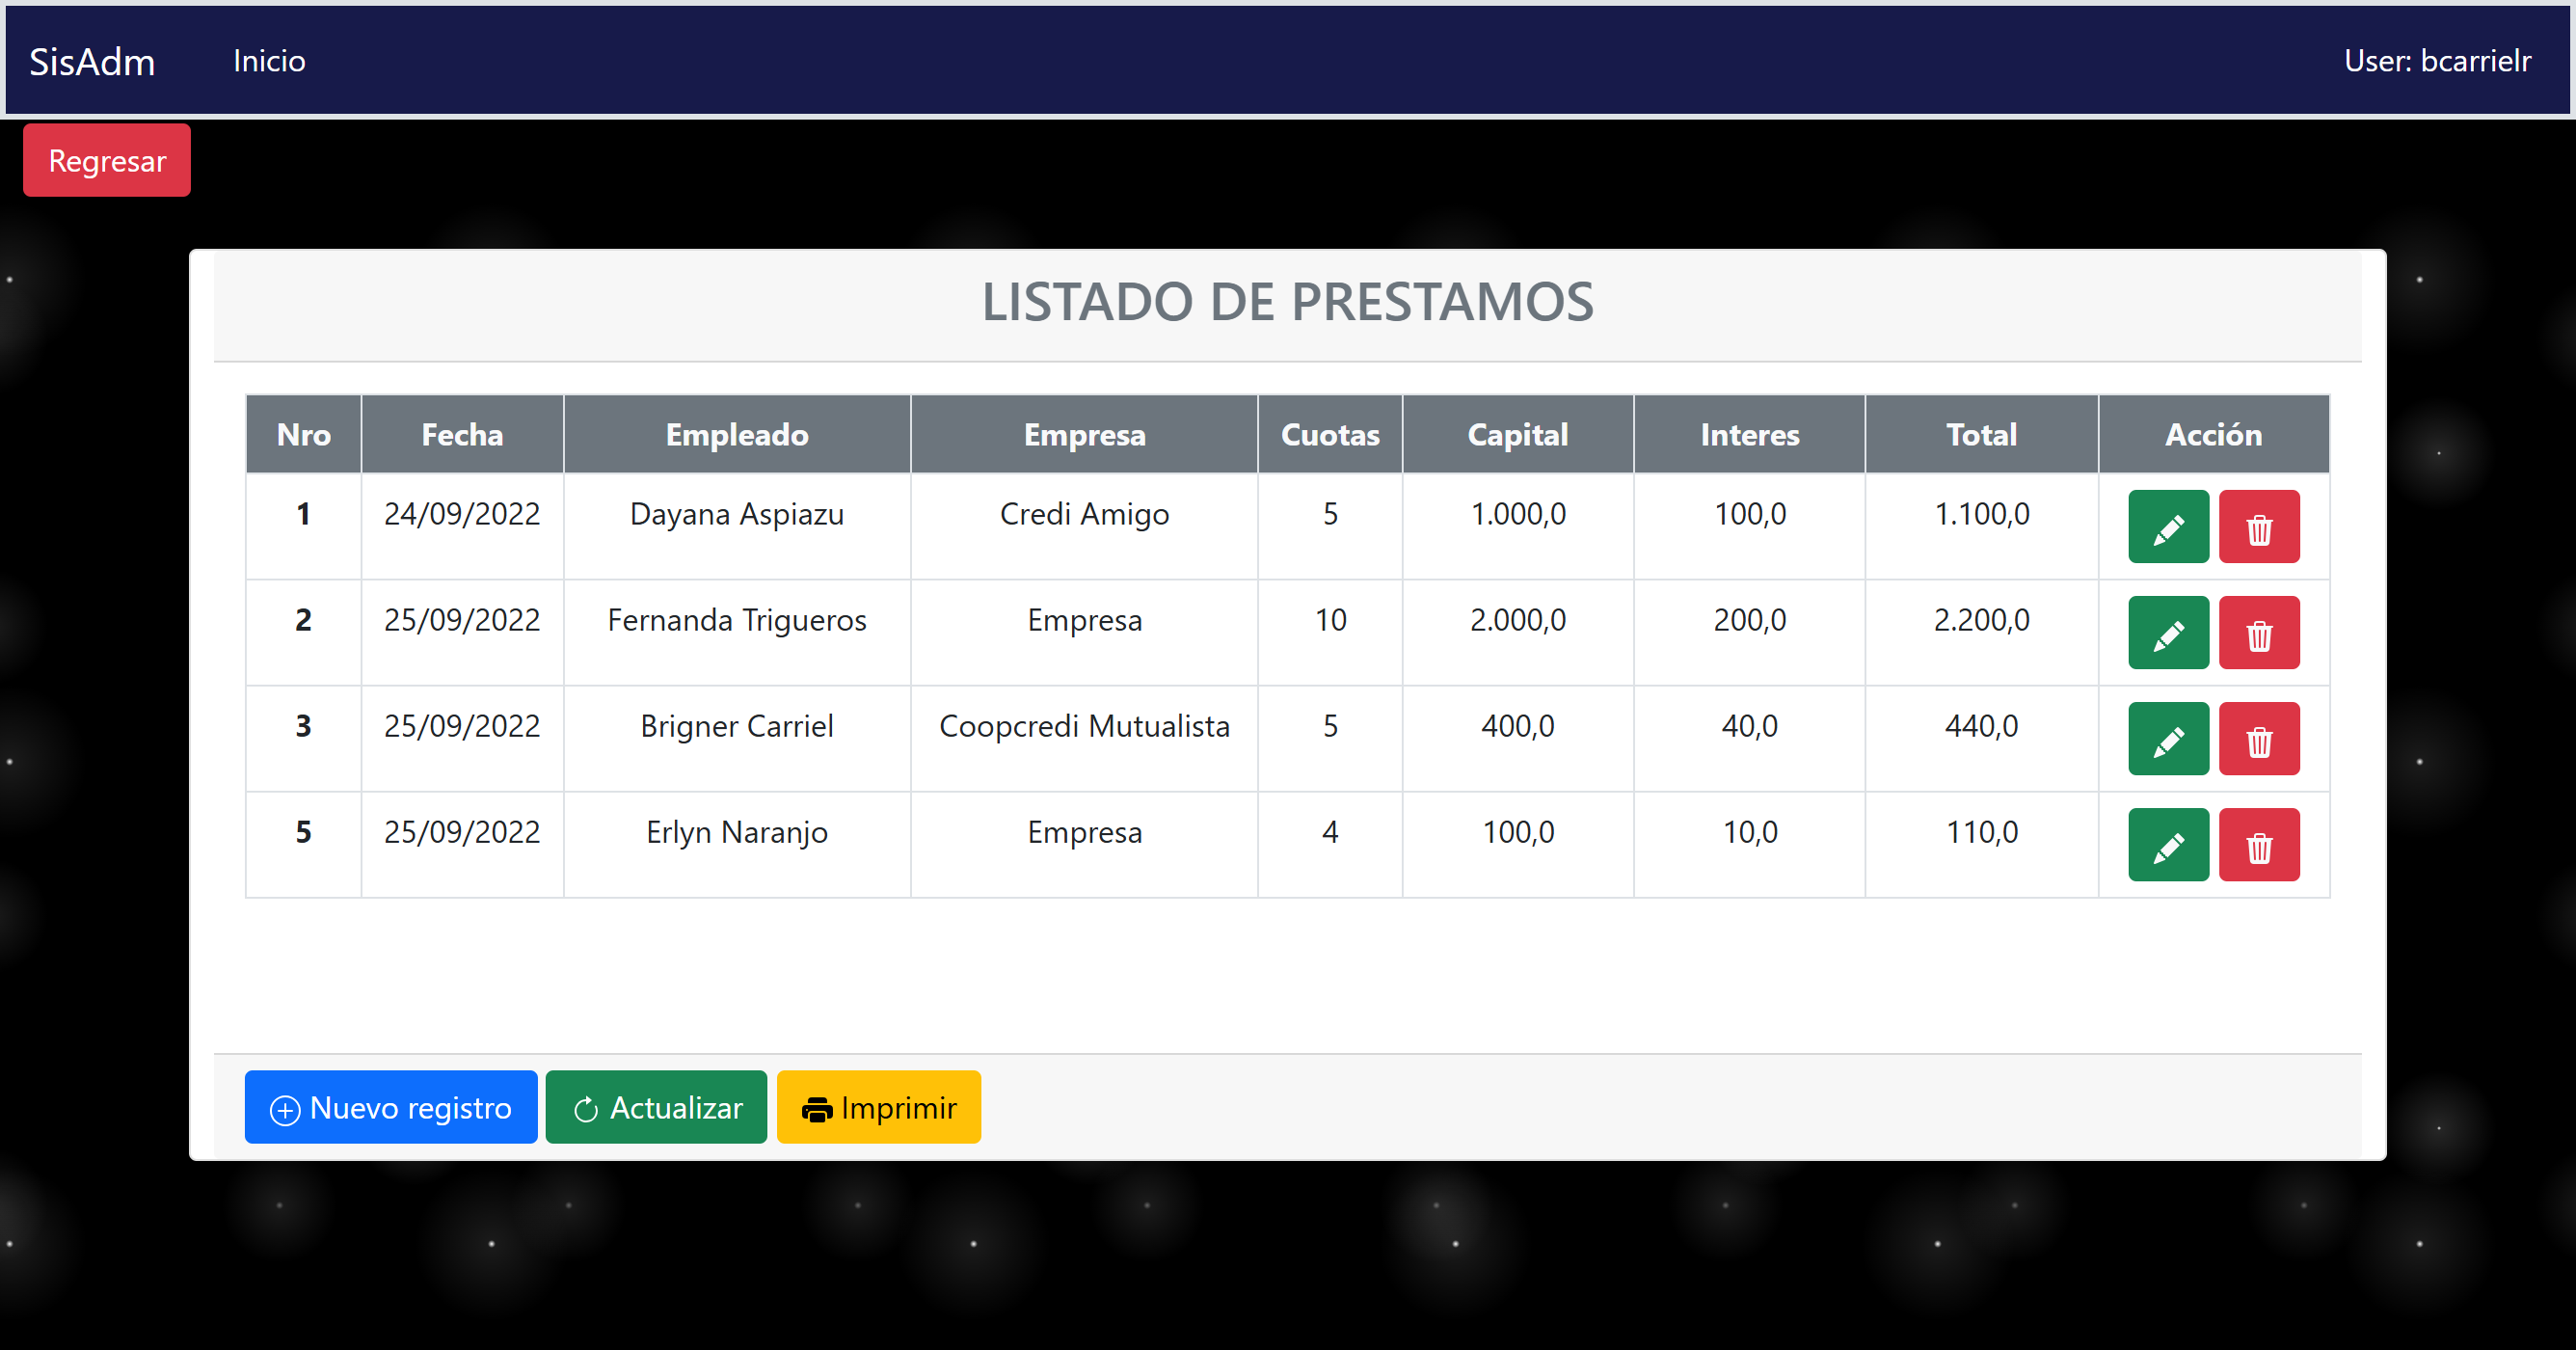 SisAdm Inicio User: bcarrielr
Regresar
LISTADO DE PRESTAMOS
Nro Fecha Empleado Empresa Cuotas Capital Interes Total Acción
1 24/09/2022 Dayana Aspiazu Credi Amigo 5 1.000,0 100,0 1.100,0
2 25/09/2022 Fernanda Trigueros Empresa 10 2.000,0 200,0 2.200,0
3 25/09/2022 Brigner Carriel Coopcredi Mutualista 5 400,0 40,0 440,0
5 25/09/2022 Erlyn Naranjo Empresa 4 100,0 10,0 110,0
Nuevo registro Actualizar Imprimir